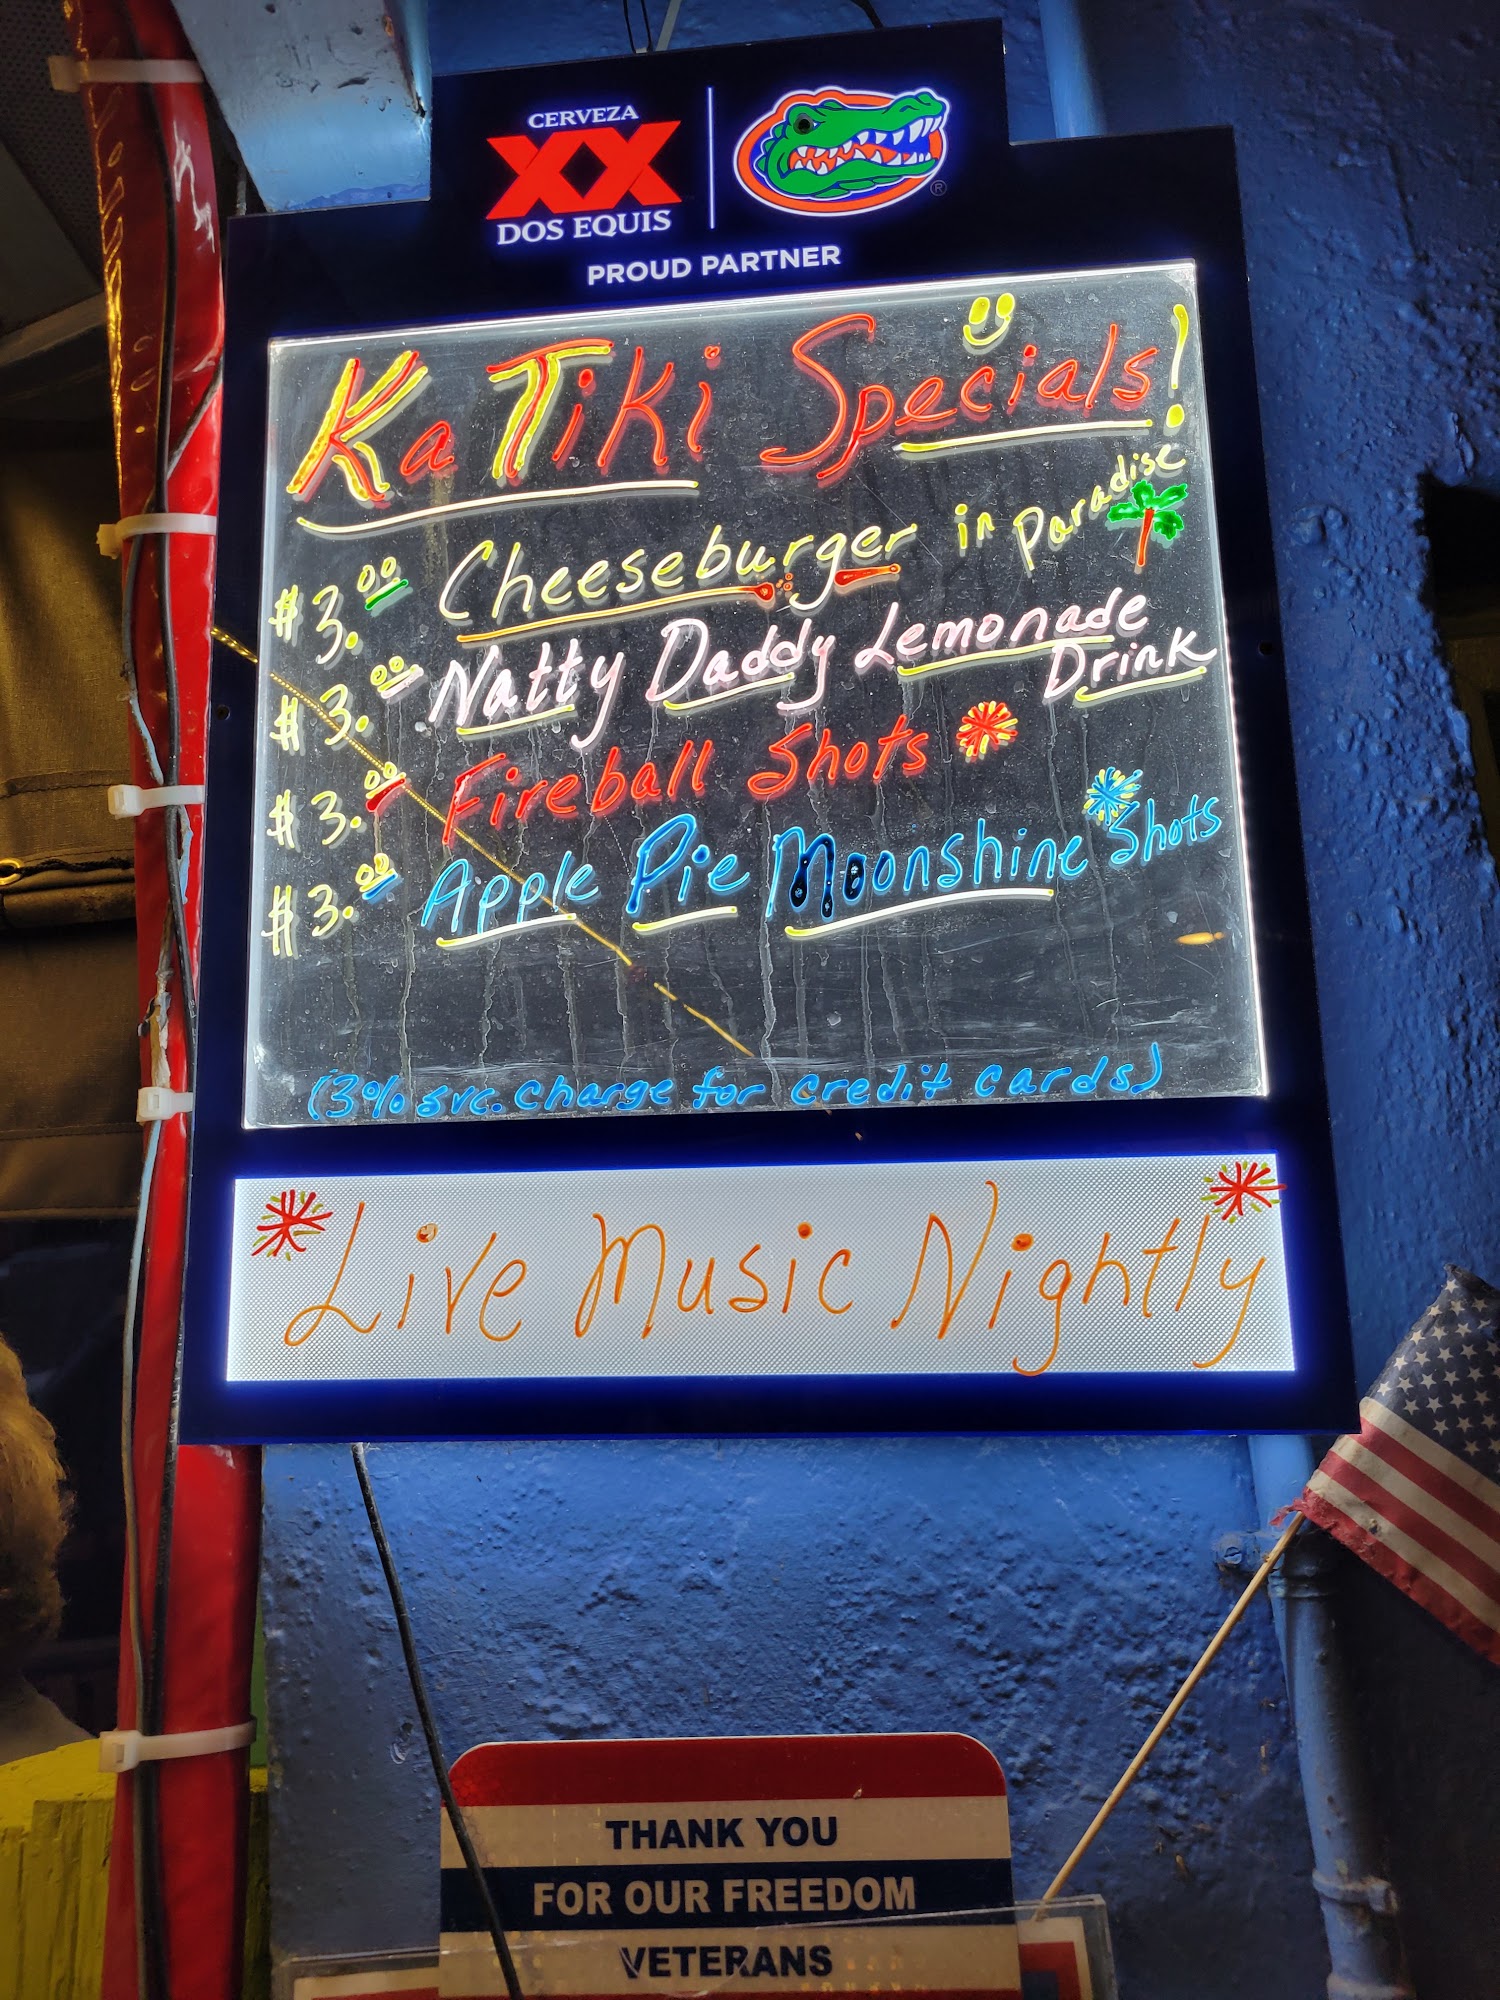 CERVEZA
XX
DOS EQUIS
®
PROUD PARTNER
Ka Tiki Specials!
$3.00 Cheeseburger in Paradise
$3.00 Natty Daddy Lemonade
Drink
$3.00 Fireball Shots
$3.00 Apple Pie Moonshine Shots
(3% svc. charge for credit cards)
Live Music Nightly
THANK YOU
FOR OUR FREEDOM
VETERANS